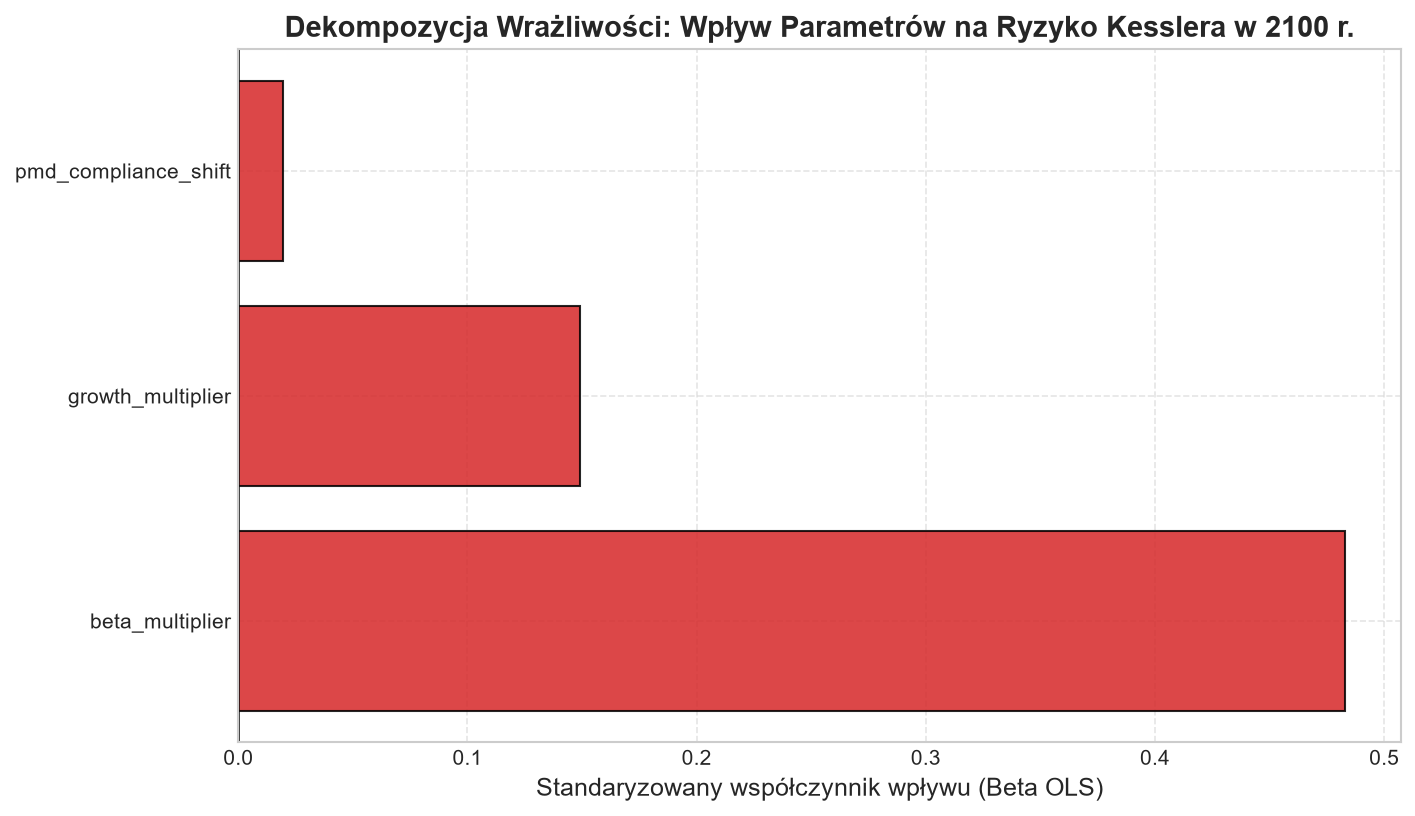 Dekompozycja Wrażliwości: Wpływ Parametrów na Ryzyko Kesslera w 2100 r.
pmd_compliance_shift
growth_multiplier
beta_multiplier
0.0 0.1 0.2 0.3 0.4 0.5
Standaryzowany współczynnik wpływu (Beta OLS)